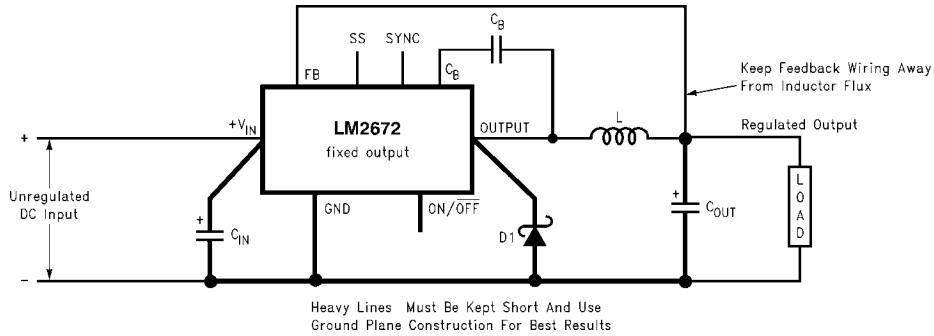 C_B
SS SYNC
FB C_B
Keep Feedback Wiring Away
From Inductor Flux
+V_IN LM2672 OUTPUT L Regulated Output
fixed output
+
Unregulated
DC Input
GND ON/O̅F̅F̅
+ C_IN
D1
+ C_OUT
LOAD
−
Heavy Lines Must Be Kept Short And Use
Ground Plane Construction For Best Results